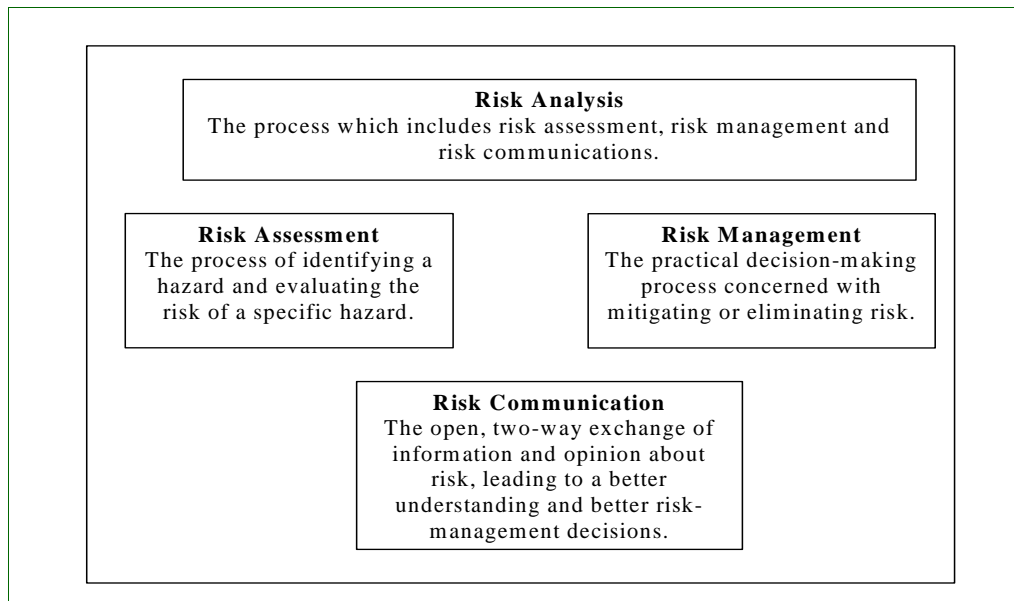 Risk Analysis
The process which includes risk assessment, risk management and
risk communications.
Risk Assessment
The process of identifying a
hazard and evaluating the
risk of a specific hazard.
Risk Management
The practical decision-making
process concerned with
mitigating or eliminating risk.
Risk Communication
The open, two-way exchange of
information and opinion about
risk, leading to a better
understanding and better risk-
management decisions.